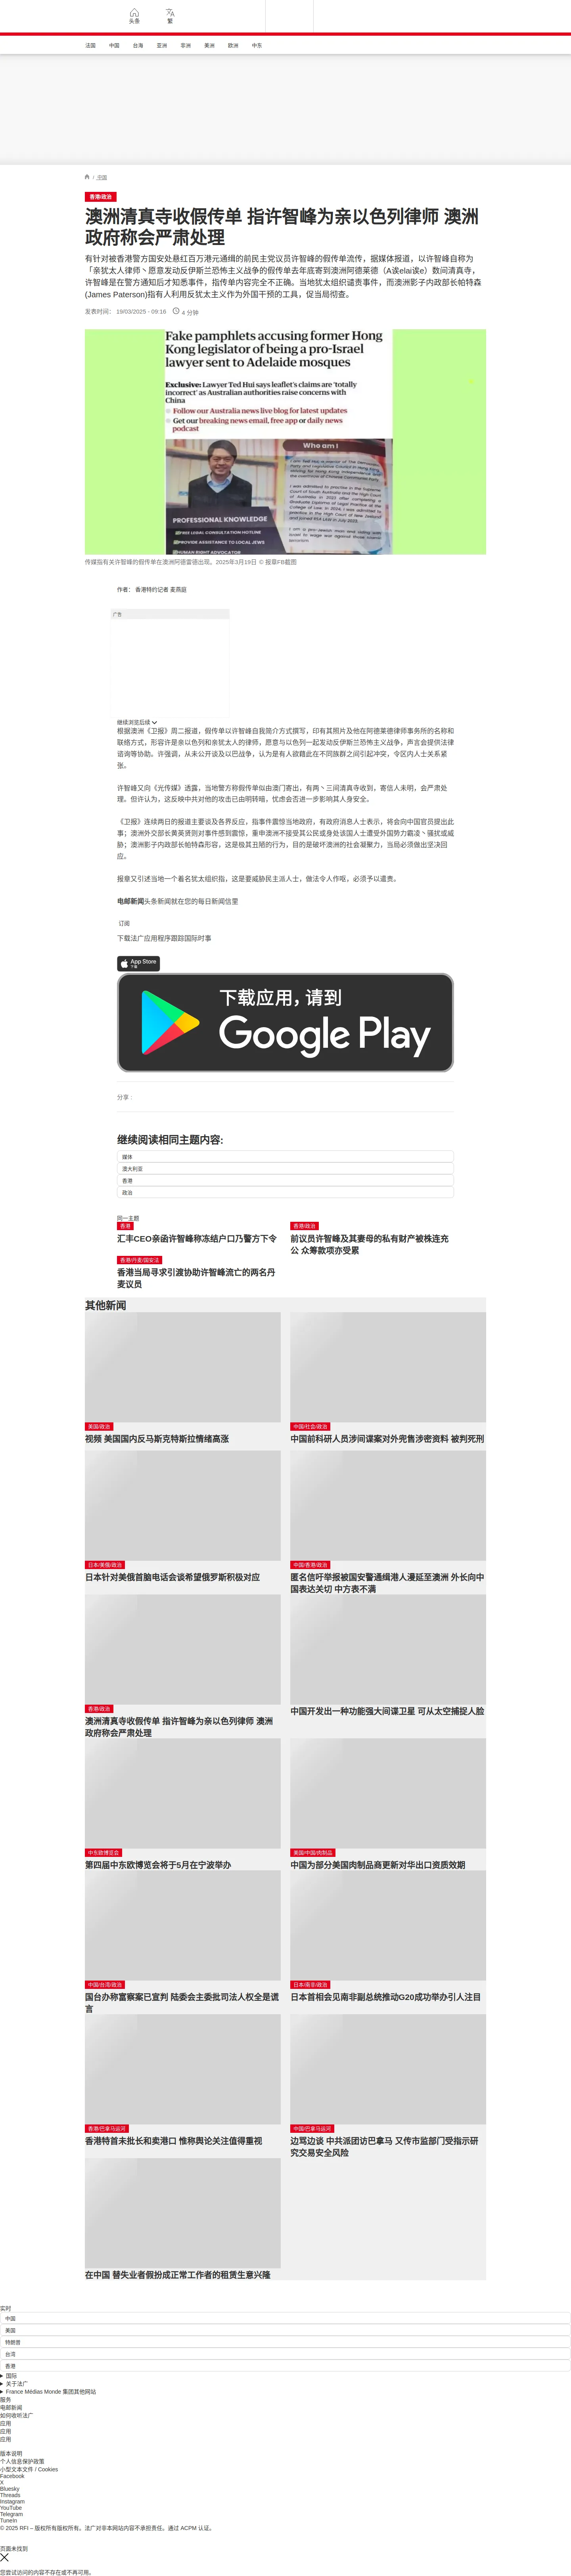 头条
繁
法国
中国
台海
亚洲
非洲
美洲
欧洲
中东
/ 中国
香港/政治
澳洲清真寺收假传单 指许智峰为亲以色列律师 澳洲
政府称会严肃处理
有针对被香港警方国安处悬红百万港元通缉的前民主党议员许智峰的假传单流传，据媒体报道，以许智峰自称为
「亲犹太人律师丶愿意发动反伊斯兰恐怖主义战争的假传单去年底寄到澳洲阿德莱德（A诶elai诶e）数间清真寺，
许智峰是在警方通知后才知悉事件，指传单内容完全不正确。当地犹太组织谴责事件，而澳洲影子内政部长帕特森
(James Paterson)指有人利用反犹太主义作为外国干预的工具，促当局彻查。
发表时间： 19/03/2025 - 09:16
4 分钟
Fake pamphlets accusing former Hong
Kong legislator of being a pro-Israel
lawyer sent to Adelaide mosques
Exclusive: Lawyer Ted Hui says leaflet's claims are 'totally
incorrect' as Australian authorities raise concerns with
China
Follow our Australia news live blog for latest updates
Get our breaking news email, free app or daily news
podcast
Who am i
PROFESSIONAL KNOWLEDGE
FREE LEGAL CONSULTATION HOTLINE
PROVIDE ASSISTANCE TO LOCAL JEWS
HUMAN RIGHT ADVOCATOR
传媒指有关许智峰的假传单在澳洲阿德雷德出现。2025年3月19日 © 报章FB截图
作者： 香港特约记者 麦燕庭
广告
继续浏览后续
根据澳洲《卫报》周二报道，假传单以许智峰自我简介方式撰写，印有其照片及他在阿德莱德律师事务所的名称和
联络方式，形容许是亲以色列和亲犹太人的律师，愿意与以色列一起发动反伊斯兰恐怖主义战争，声言会提供法律
谘询等协助。许强调，从未公开谈及以巴战争，认为是有人欲藉此在不同族群之间引起冲突，令区内人士关系紧
张。
许智峰又向《光传媒》透露，当地警方称假传单似由澳门寄出，有两丶三间清真寺收到，寄信人未明，会严肃处
理。但许认为，这反映中共对他的攻击已由明转暗，忧虑会否进一步影响其人身安全。
《卫报》连续两日的报道主要谈及各界反应，指事件震惊当地政府，有政府消息人士表示，将会向中国官员提出此
事；澳洲外交部长黄英贤则对事件感到震惊，重申澳洲不接受其公民或身处该国人士遭受外国势力霸凌丶骚扰或威
胁；澳洲影子内政部长帕特森形容，这是极其丑陋的行为，目的是破坏澳洲的社会凝聚力，当局必须做出坚决回
应。
报章又引述当地一个着名犹太组织指，这是要威胁民主派人士，做法令人作呕，必须予以遣责。
电邮新闻头条新闻就在您的每日新闻信里
订阅
下载法广应用程序跟踪国际时事
App Store
下载
下载应用，请到
Google Play
分享 :
继续阅读相同主题内容:
媒体
澳大利亚
香港
政治
同一主题
香港
汇丰CEO亲函许智峰称冻结户口乃警方下令
香港/政治
前议员许智峰及其妻母的私有财产被株连充
公 众筹款项亦受累
香港/丹麦/国安法
香港当局寻求引渡协助许智峰流亡的两名丹
麦议员
其他新闻
美国/政治
视频 美国国内反马斯克特斯拉情绪高涨
中国/社会/政治
中国前科研人员涉间谍案对外兜售涉密资料 被判死刑
日本/美俄/政治
日本针对美俄首脑电话会谈希望俄罗斯积极对应
中国/香港/政治
匿名信吁举报被国安警通缉港人漫延至澳洲 外长向中
国表达关切 中方表不满
香港/政治
澳洲清真寺收假传单 指许智峰为亲以色列律师 澳洲
政府称会严肃处理
中国开发出一种功能强大间谍卫星 可从太空捕捉人脸
中东欧博览会
第四届中东欧博览会将于5月在宁波举办
美国/中国/肉制品
中国为部分美国肉制品商更新对华出口资质效期
中国/台湾/政治
国台办称富察案已宣判 陆委会主委批司法人权全是谎
言
日本/南非/政治
日本首相会见南非副总统推动G20成功举办引人注目
香港/巴拿马运河
香港特首未批长和卖港口 惟称舆论关注值得重视
中国/巴拿马运河
边骂边谈 中共派团访巴拿马 又传市监部门受指示研
究交易安全风险
在中国 替失业者假扮成正常工作者的租赁生意兴隆
实时
中国
美国
特朗普
台湾
香港
国际
关于法广
France Médias Monde 集团其他网站
服务
电邮新闻
如何收听法广
应用
应用
应用
版本说明
个人信息保护政策
小型文本文件 / Cookies
Facebook
X
Bluesky
Threads
Instagram
YouTube
Telegram
TuneIn
© 2025 RFI – 版权所有版权所有。法广对非本网站内容不承担责任。通过 ACPM 认证。
页面未找到
您尝试访问的内容不存在或不再可用。